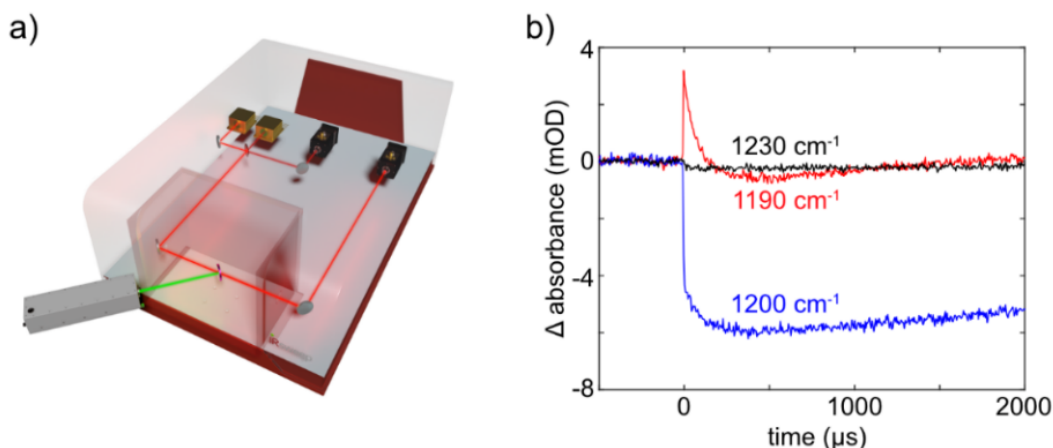 a)
b)
4
0
-4
-8
Δ absorbance (mOD)
1230 cm⁻¹
1190 cm⁻¹
1200 cm⁻¹
0
1000
2000
time (μs)